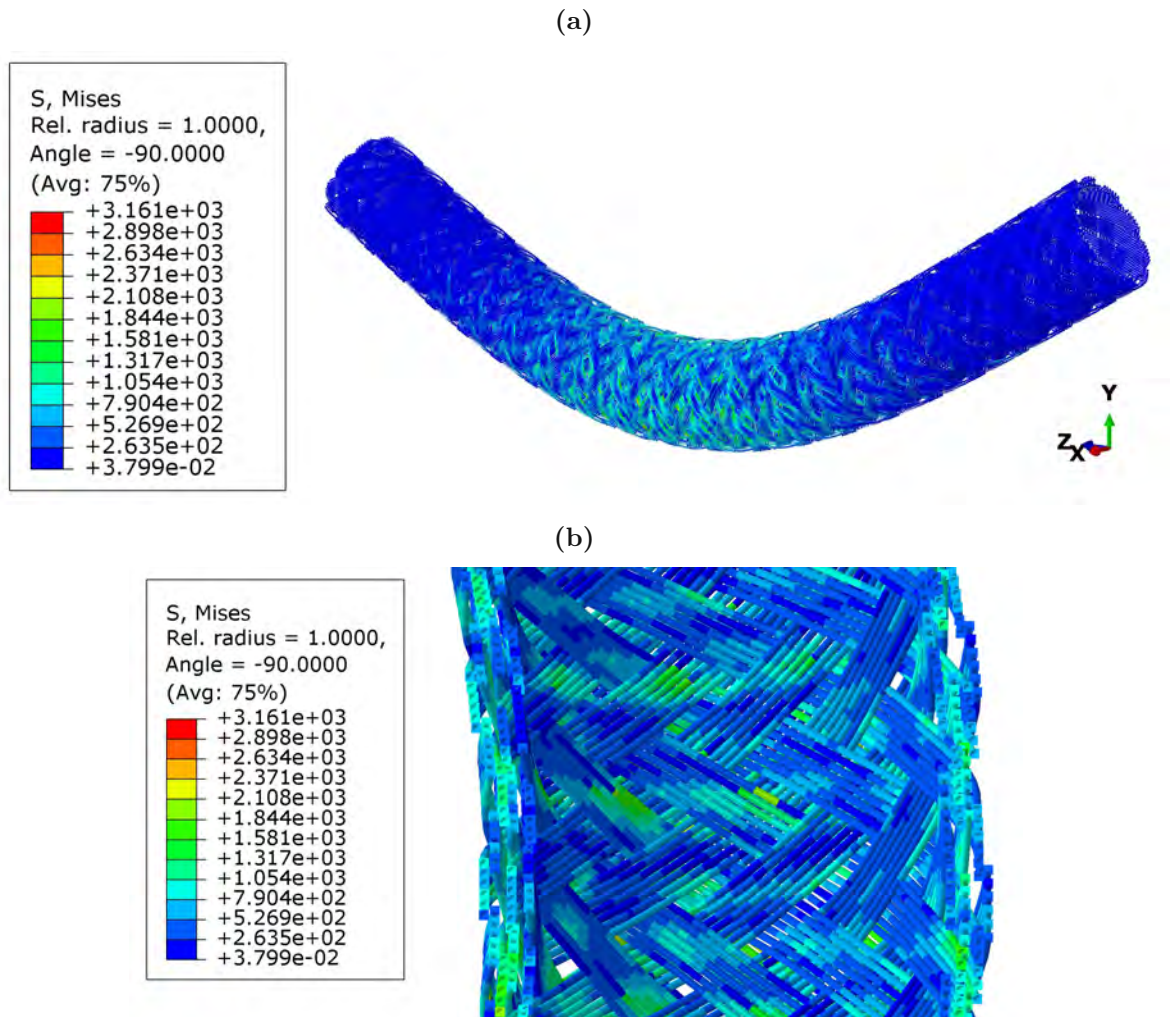 (a)
S, Mises
Rel. radius = 1.0000,
Angle = -90.0000
(Avg: 75%)
+3.161e+03
+2.898e+03
+2.634e+03
+2.371e+03
+2.108e+03
+1.844e+03
+1.581e+03
+1.317e+03
+1.054e+03
+7.904e+02
+5.269e+02
+2.635e+02
+3.799e-02
Y
Z
X
(b)
S, Mises
Rel. radius = 1.0000,
Angle = -90.0000
(Avg: 75%)
+3.161e+03
+2.898e+03
+2.634e+03
+2.371e+03
+2.108e+03
+1.844e+03
+1.581e+03
+1.317e+03
+1.054e+03
+7.904e+02
+5.269e+02
+2.635e+02
+3.799e-02